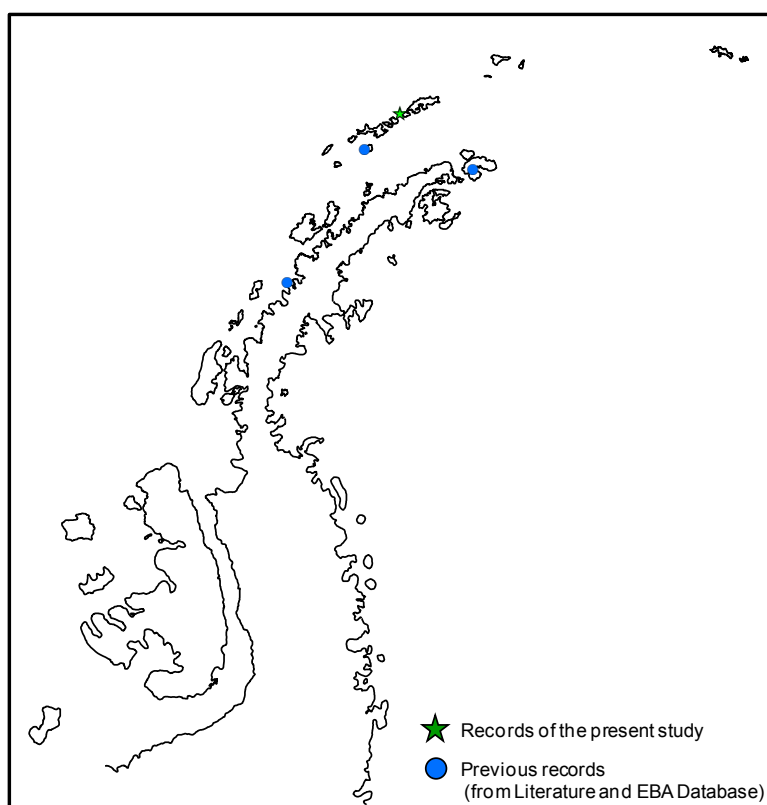 Records of the present study
Previous records
(from Literature and EBA Database)